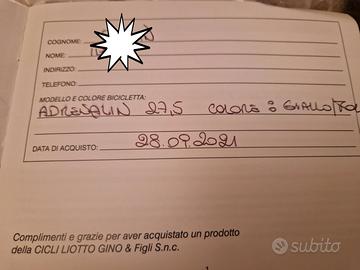 COGNOME:
NOME:
INDIRIZZO:
TELEFONO:
MODELLO E COLORE BICICLETTA:
ADRENALIN 27,5 COLORE: GIALLO/
DATA DI ACQUISTO: 28.09.2021
Complimenti e grazie per aver acquistato un prodotto
della CICLI LIOTTO GINO & Figli S.n.c.
subito